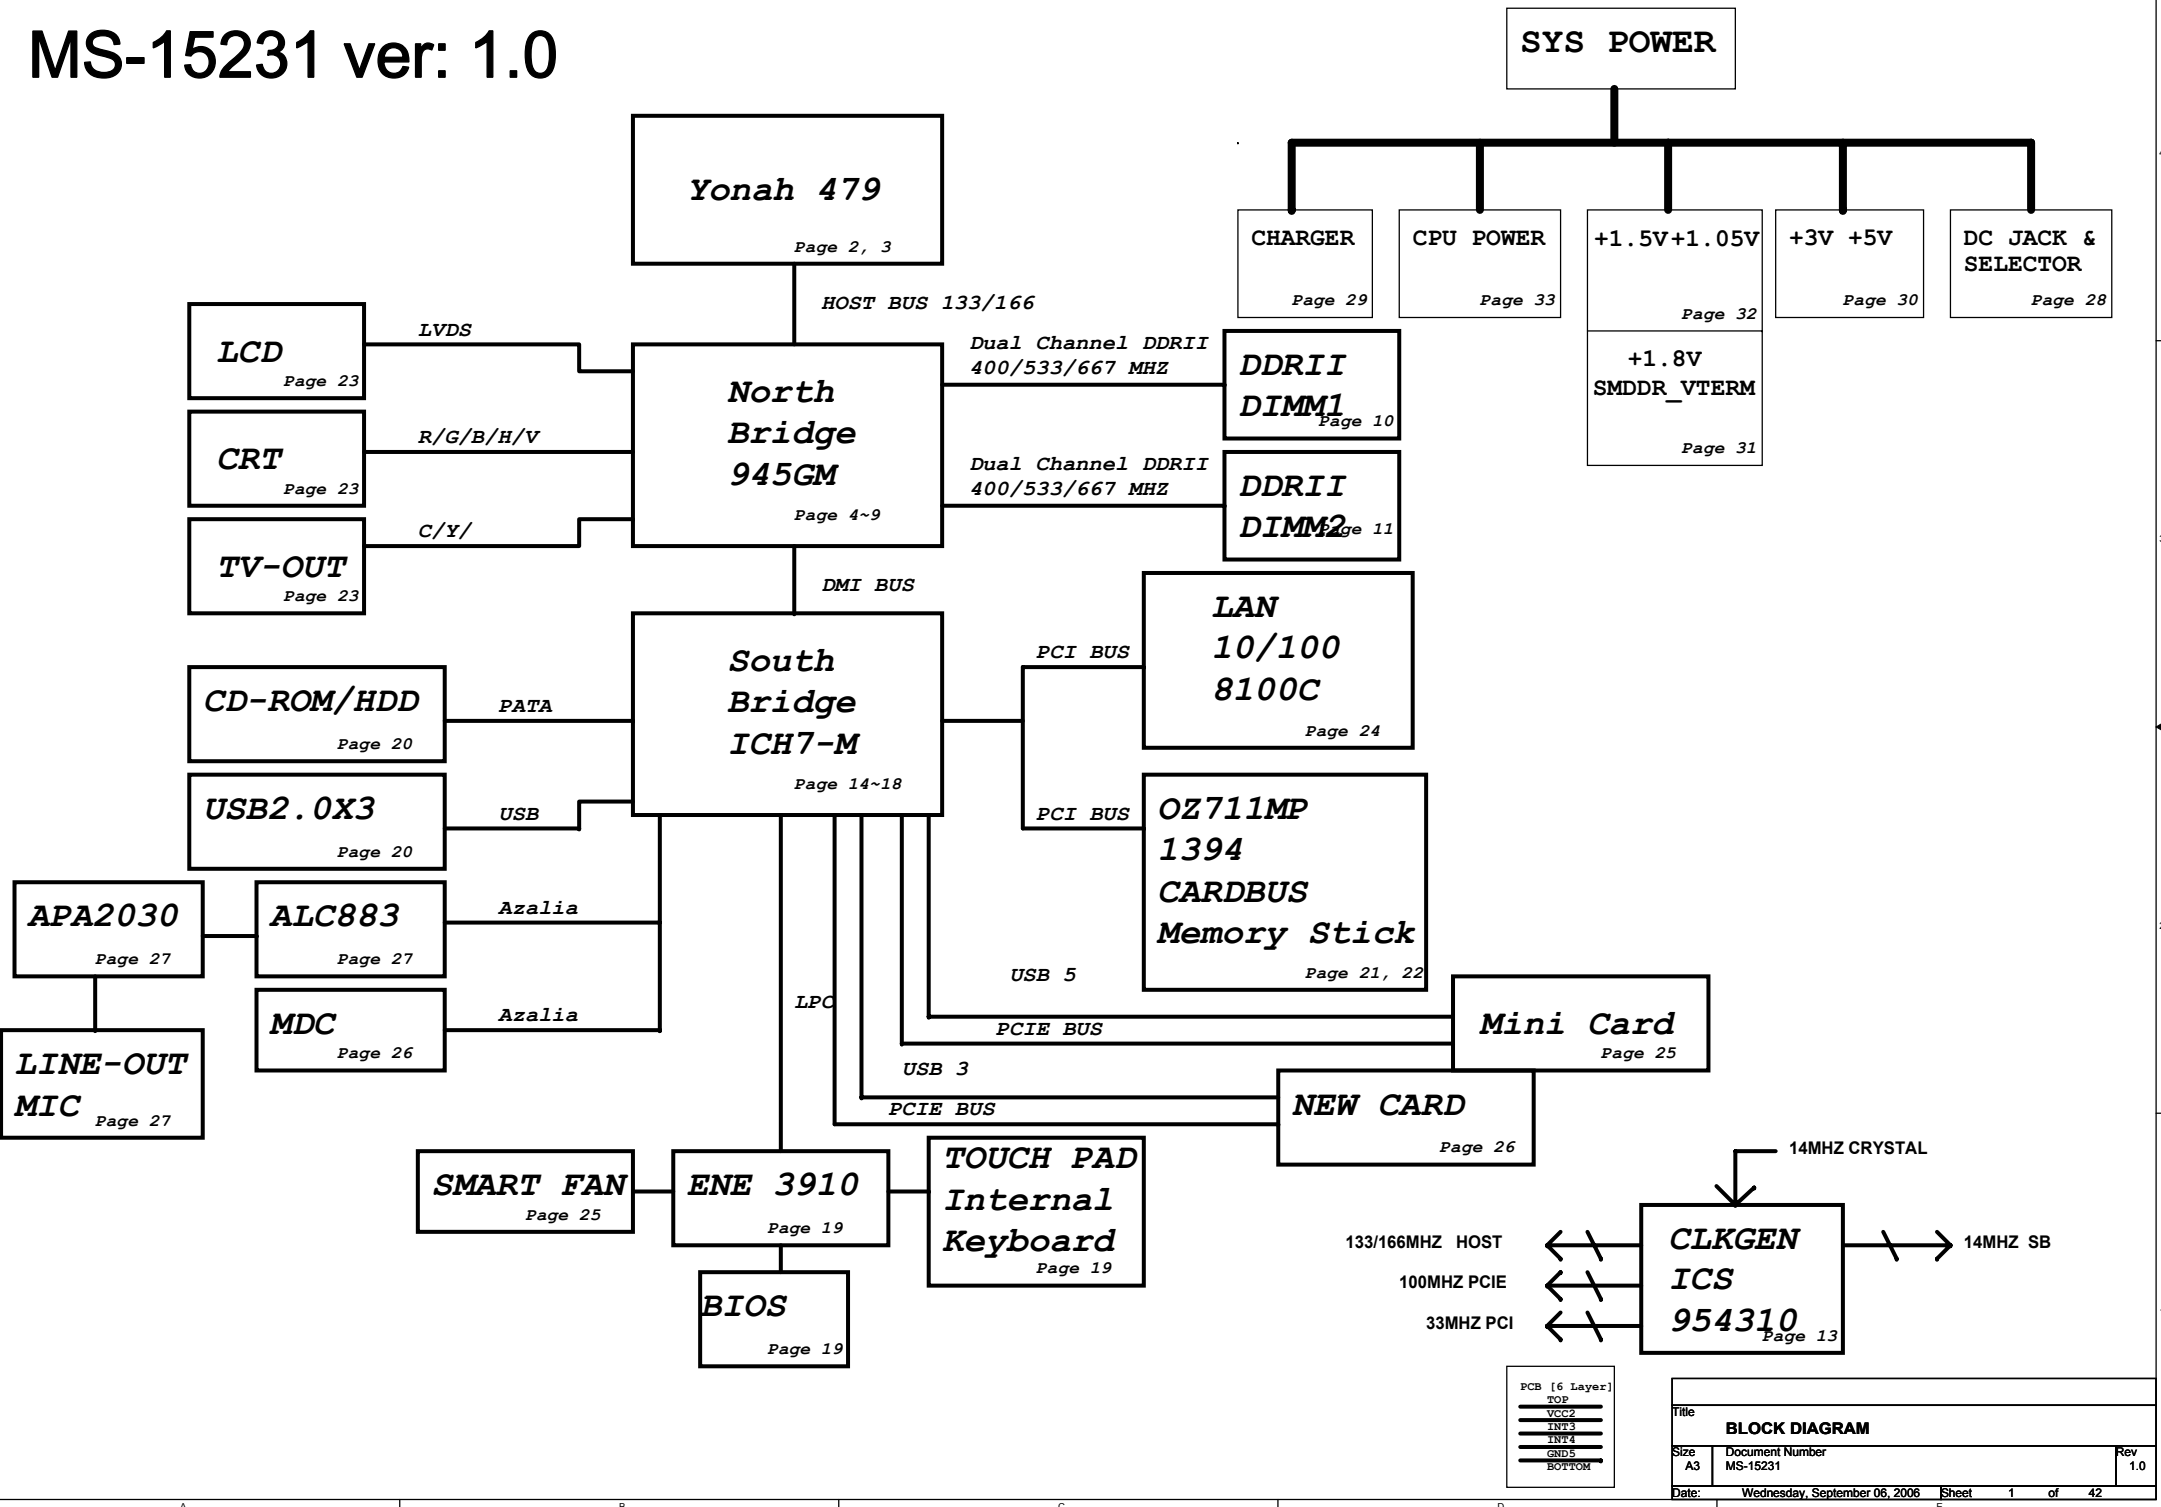 MS-15231 ver: 1.0
SYS POWER
CHARGER
Page 29
CPU POWER
Page 33
+1.5V+1.05V
Page 32
+1.8V
SMDDR_VTERM
Page 31
+3V +5V
Page 30
DC JACK &
SELECTOR
Page 28
Yonah 479
Page 2, 3
HOST BUS 133/166
LCD
Page 23
LVDS
CRT
Page 23
R/G/B/H/V
TV-OUT
Page 23
C/Y/
North
Bridge
945GM
Page 4~9
Dual Channel DDRII
400/533/667 MHZ
DDRII
DIMM1
Page 10
Dual Channel DDRII
400/533/667 MHZ
DDRII
DIMM2
Page 11
DMI BUS
South
Bridge
ICH7-M
Page 14~18
CD-ROM/HDD
Page 20
PATA
USB2.0X3
Page 20
USB
PCI BUS
LAN
10/100
8100C
Page 24
PCI BUS
OZ711MP
1394
CARDBUS
Memory Stick
Page 21, 22
APA2030
Page 27
ALC883
Page 27
Azalia
MDC
Page 26
Azalia
LINE-OUT
MIC
Page 27
LPC
USB 5
PCIE BUS
Mini Card
Page 25
USB 3
PCIE BUS
NEW CARD
Page 26
SMART FAN
Page 25
ENE 3910
Page 19
TOUCH PAD
Internal
Keyboard
Page 19
BIOS
Page 19
14MHZ CRYSTAL
133/166MHZ HOST
100MHZ PCIE
33MHZ PCI
CLKGEN
ICS
954310
Page 13
14MHZ SB
PCB [6 Layer]
TOP
VCC2
INT3
INT4
GND5
BOTTOM
Title
BLOCK DIAGRAM
Size
A3
Document Number
MS-15231
Rev
1.0
Date: Wednesday, September 06, 2006 Sheet 1 of 42